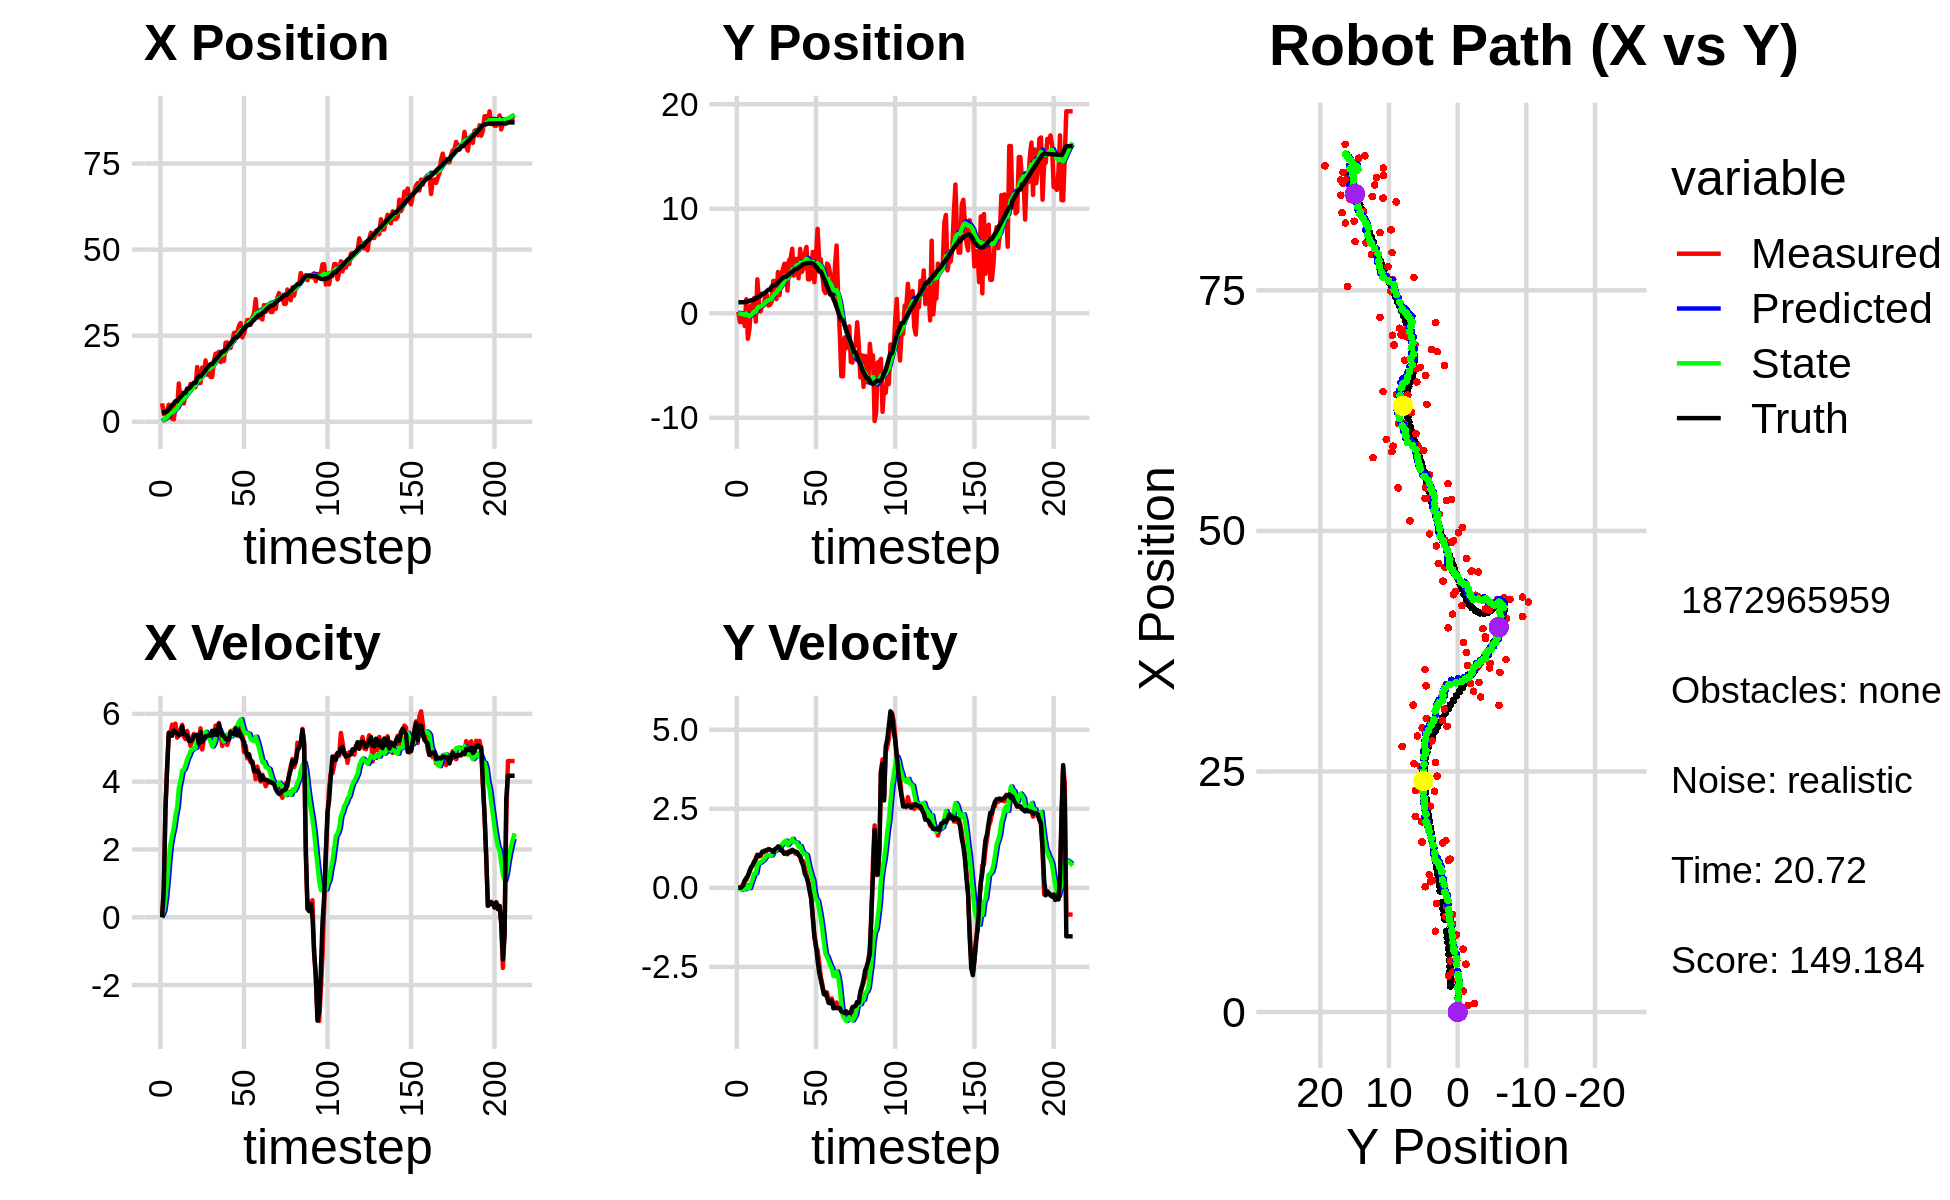 X Position
75
50
25
0
0
50
100
150
200
timestep
Y Position
20
10
0
-10
0
50
100
150
200
timestep
X Velocity
6
4
2
0
-2
0
50
100
150
200
timestep
Y Velocity
5.0
2.5
0.0
-2.5
0
50
100
150
200
timestep
Robot Path (X vs Y)
X Position
75
50
25
0
20 10 0 -10 -20
Y Position
variable
Measured
Predicted
State
Truth
1872965959
Obstacles: none
Noise: realistic
Time: 20.72
Score: 149.184